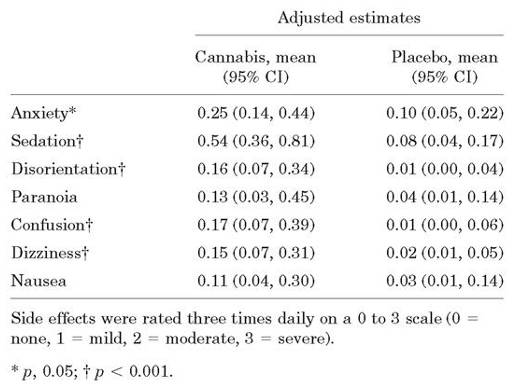 Adjusted estimates
Cannabis, mean Placebo, mean
(95% CI) (95% CI)
Anxiety* 0.25 (0.14, 0.44) 0.10 (0.05, 0.22)
Sedation† 0.54 (0.36, 0.81) 0.08 (0.04, 0.17)
Disorientation† 0.16 (0.07, 0.34) 0.01 (0.00, 0.04)
Paranoia 0.13 (0.03, 0.45) 0.04 (0.01, 0.14)
Confusion† 0.17 (0.07, 0.39) 0.01 (0.00, 0.06)
Dizziness† 0.15 (0.07, 0.31) 0.02 (0.01, 0.05)
Nausea 0.11 (0.04, 0.30) 0.03 (0.01, 0.14)
Side effects were rated three times daily on a 0 to 3 scale (0 =
none, 1 = mild, 2 = moderate, 3 = severe).
* p, 0.05; † p < 0.001.